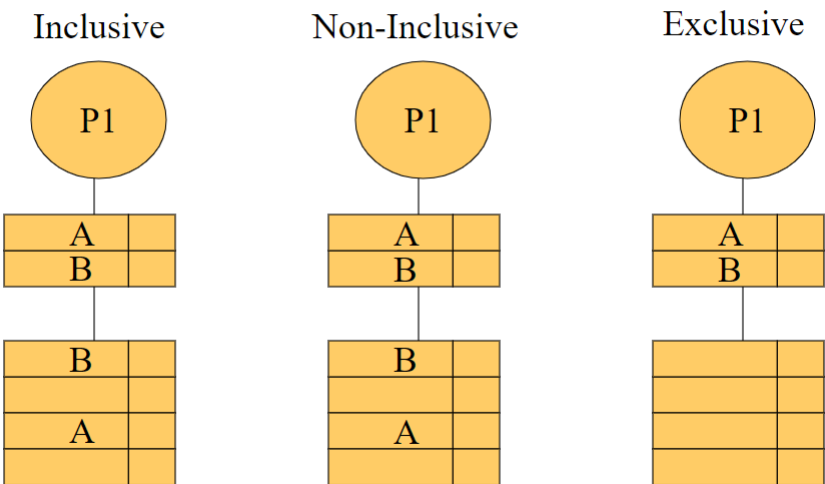 Inclusive Non-Inclusive Exclusive
P1 P1 P1
A A A
B B B
B B
A A